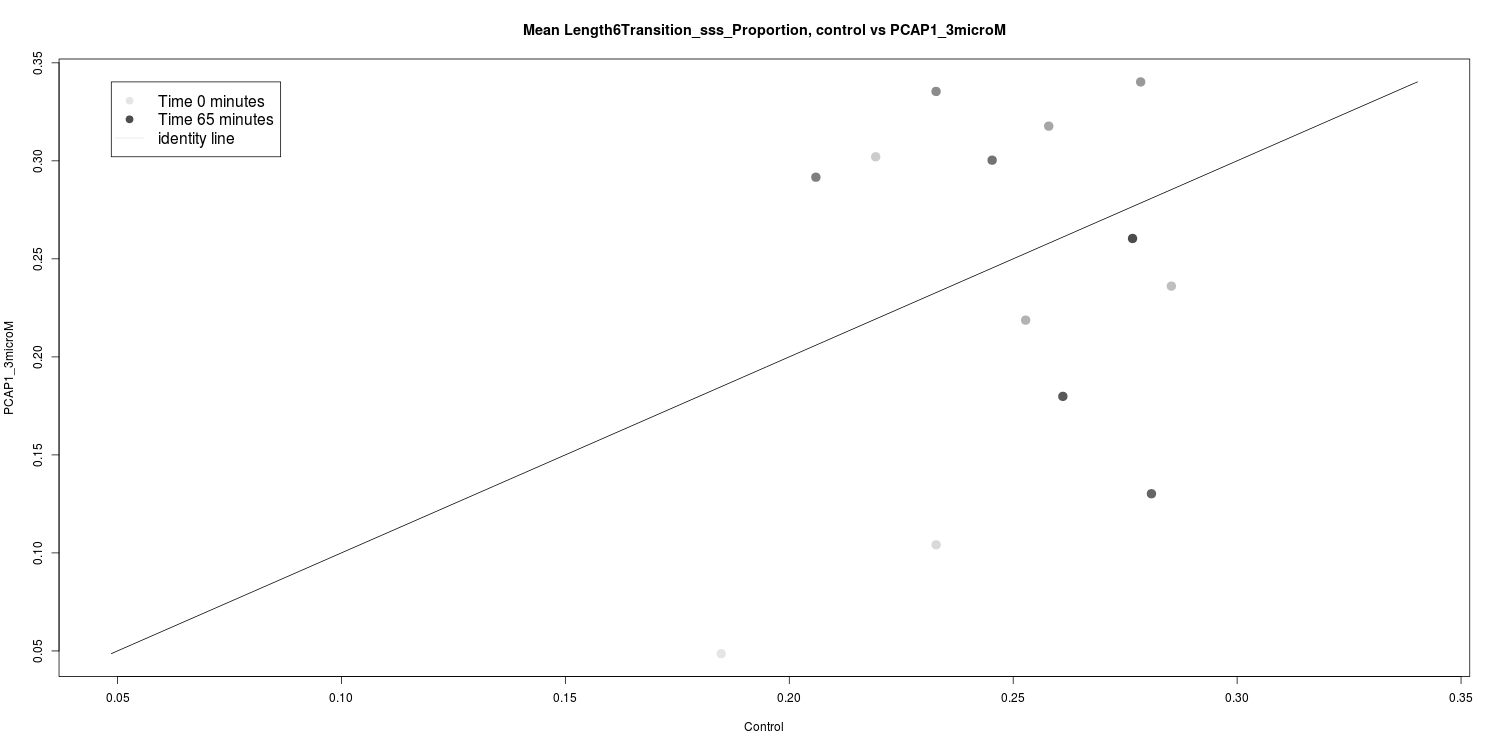 Mean Length6Transition_sss_Proportion, control vs PCAP1_3microM
Time 0 minutes
Time 65 minutes
identity line
PCAP1_3microM
0.35
0.30
0.25
0.20
0.15
0.10
0.05
0.05 0.10 0.15 0.20 0.25 0.30 0.35
Control